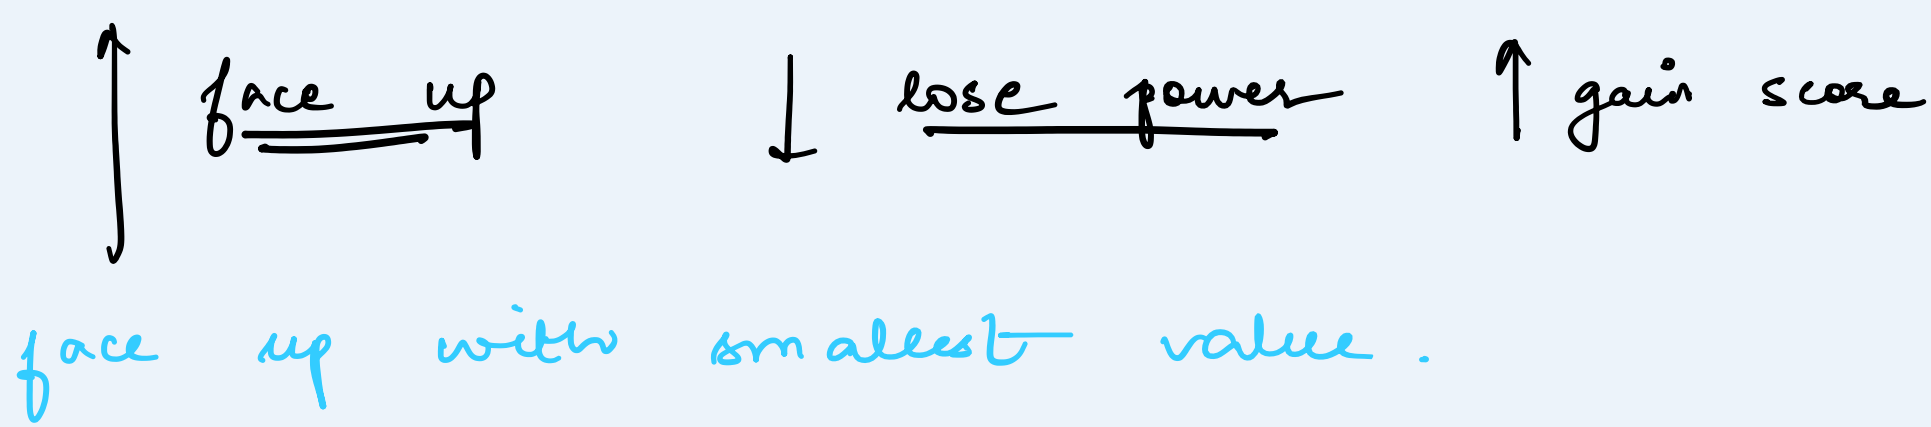 ↑ face up ↓ lose power ↑ gain score
face up with smallest value.